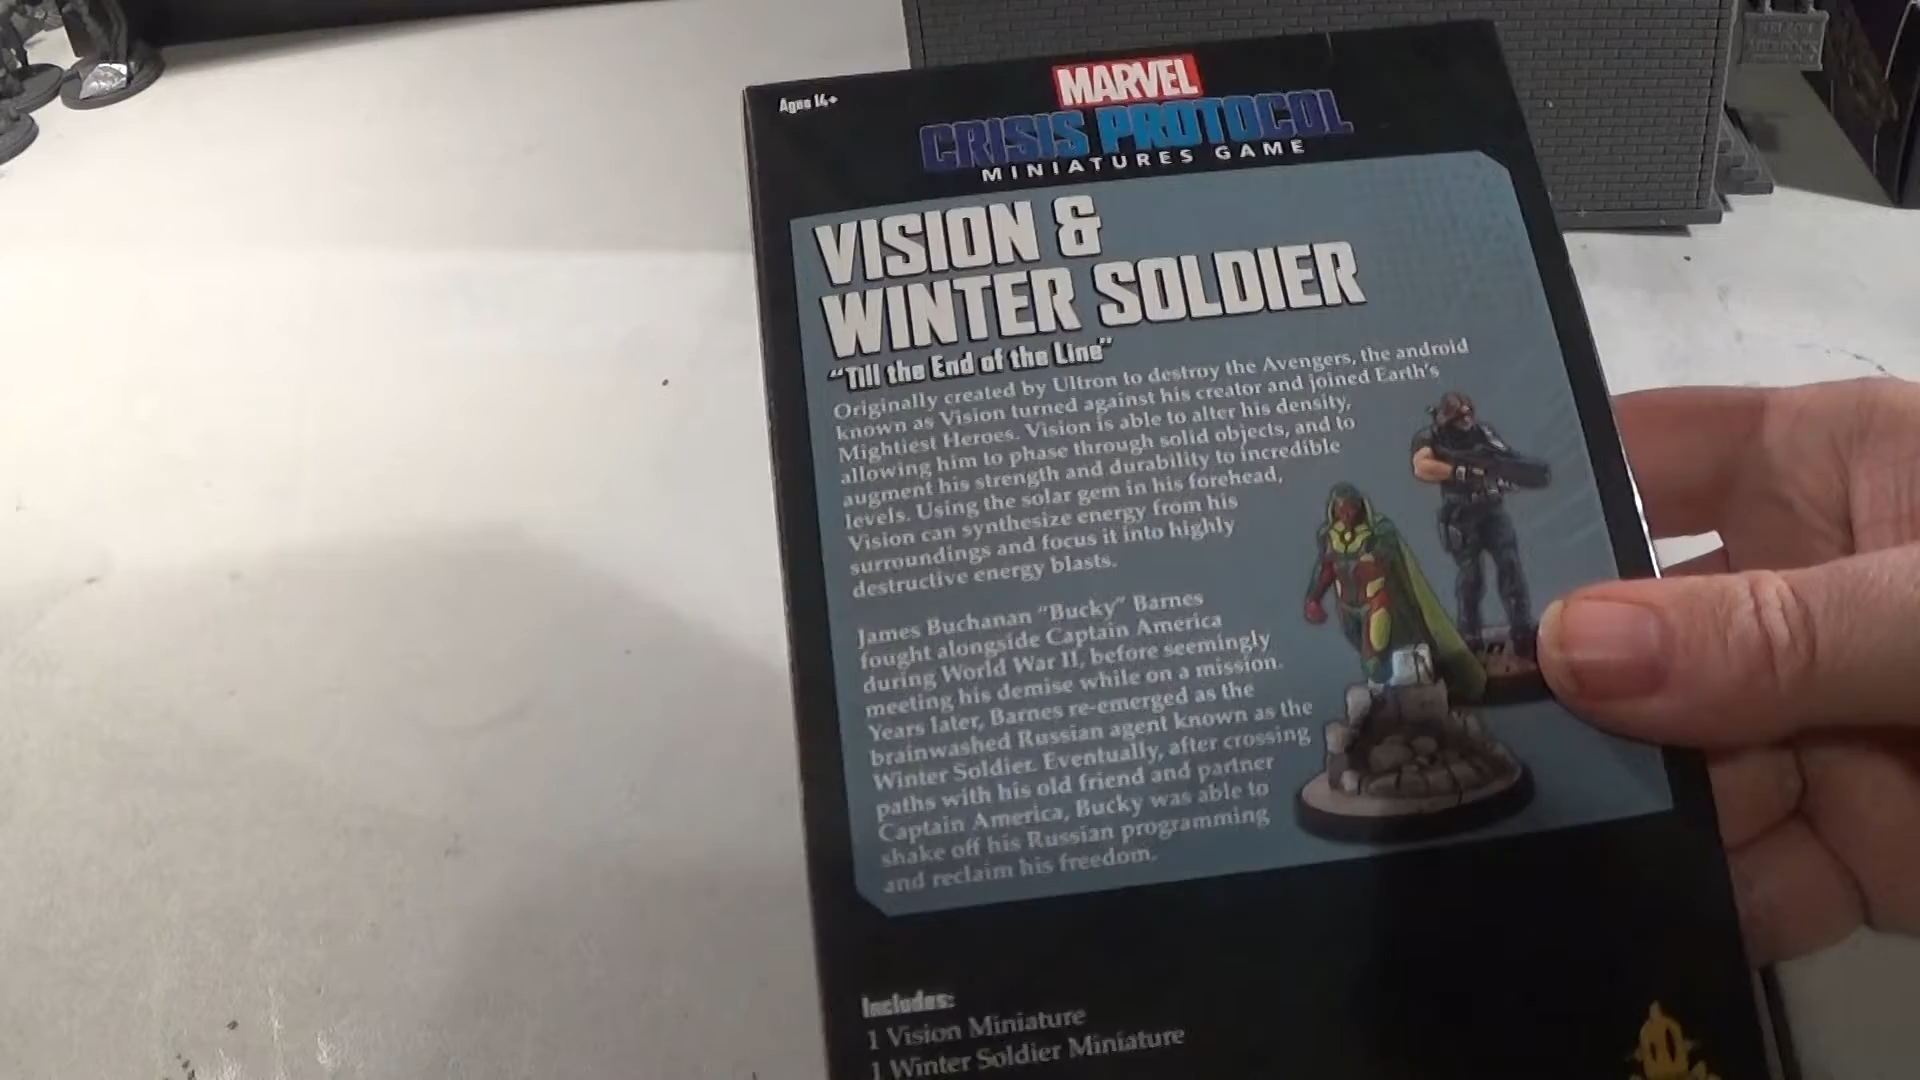 Ages 14+
MARVEL
CRISIS PROTOCOL
MINIATURES GAME
VISION &
WINTER SOLDIER
“Till the End of the Line”
Originally created by Ultron to destroy the Avengers, the android
known as Vision turned against his creator and joined Earth's
Mightiest Heroes. Vision is able to alter his density,
allowing him to phase through solid objects, and to
augment his strength and durability to incredible
levels. Using the solar gem in his forehead,
Vision can synthesize energy from his
surroundings and focus it into highly
destructive energy blasts.
James Buchanan “Bucky” Barnes
fought alongside Captain America
during World War II, before seemingly
meeting his demise while on a mission.
Years later, Barnes re-emerged as the
brainwashed Russian agent known as the
Winter Soldier. Eventually, after crossing
paths with his old friend and partner
Captain America, Bucky was able to
shake off his Russian programming
and reclaim his freedom.
Includes:
1 Vision Miniature
1 Winter Soldier Miniature